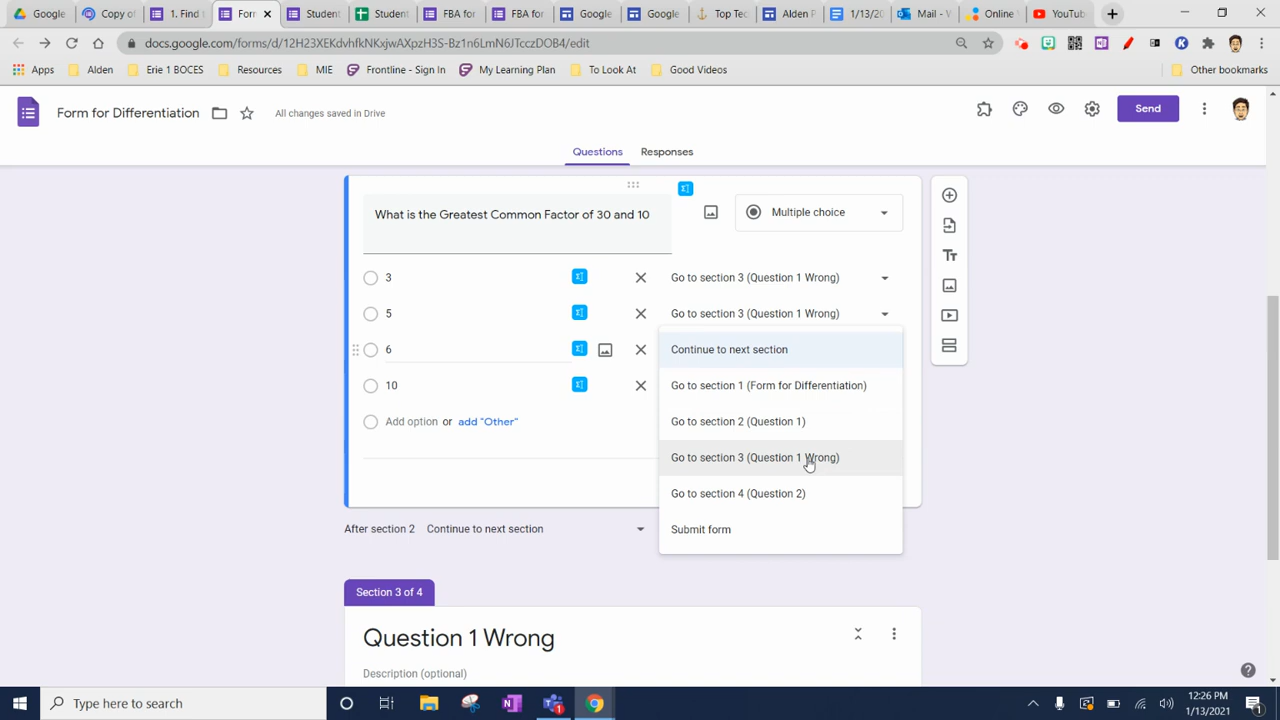 Google
Copy o
1. Find
Form
Student
Student
FBA for
FBA for
Google
Google
Top Tec
Alden P
1/13/20
Mail - V
Online
YouTub
docs.google.com/forms/d/12H23XEKAkhfkNKxjwAXpzH3S-Bz1n6LmN6JTcczDOB4/edit
Apps
Alden
Erie 1 BOCES
Resources
MIE
Frontline - Sign In
My Learning Plan
To Look At
Good Videos
Other bookmarks
Form for Differentiation
All changes saved in Drive
Send
Questions
Responses
What is the Greatest Common Factor of 30 and 10
Multiple choice
3
Go to section 3 (Question 1 Wrong)
5
Go to section 3 (Question 1 Wrong)
6
Continue to next section
10
Go to section 1 (Form for Differentiation)
Add option or add "Other"
Go to section 2 (Question 1)
Go to section 3 (Question 1 Wrong)
Go to section 4 (Question 2)
After section 2 Continue to next section
Submit form
Section 3 of 4
Question 1 Wrong
Description (optional)
Type here to search
12:26 PM
1/13/2021